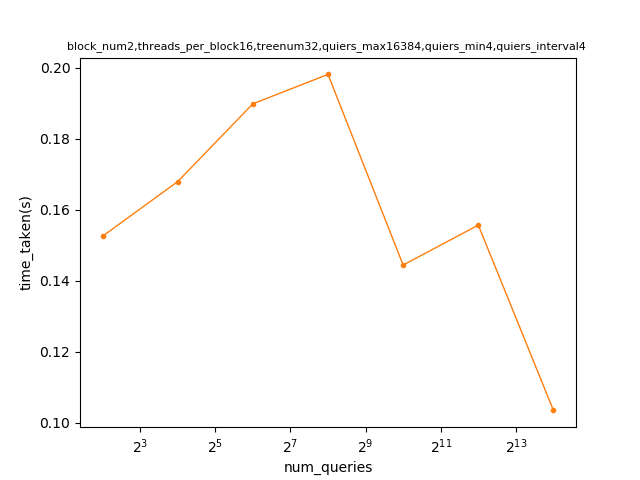 block_num2,threads_per_block16,treenum32,quiers_max16384,quiers_min4,quiers_interval4
0.20
0.18
0.16
0.14
0.12
0.10
time_taken(s)
2^3 2^5 2^7 2^9 2^11 2^13
num_queries